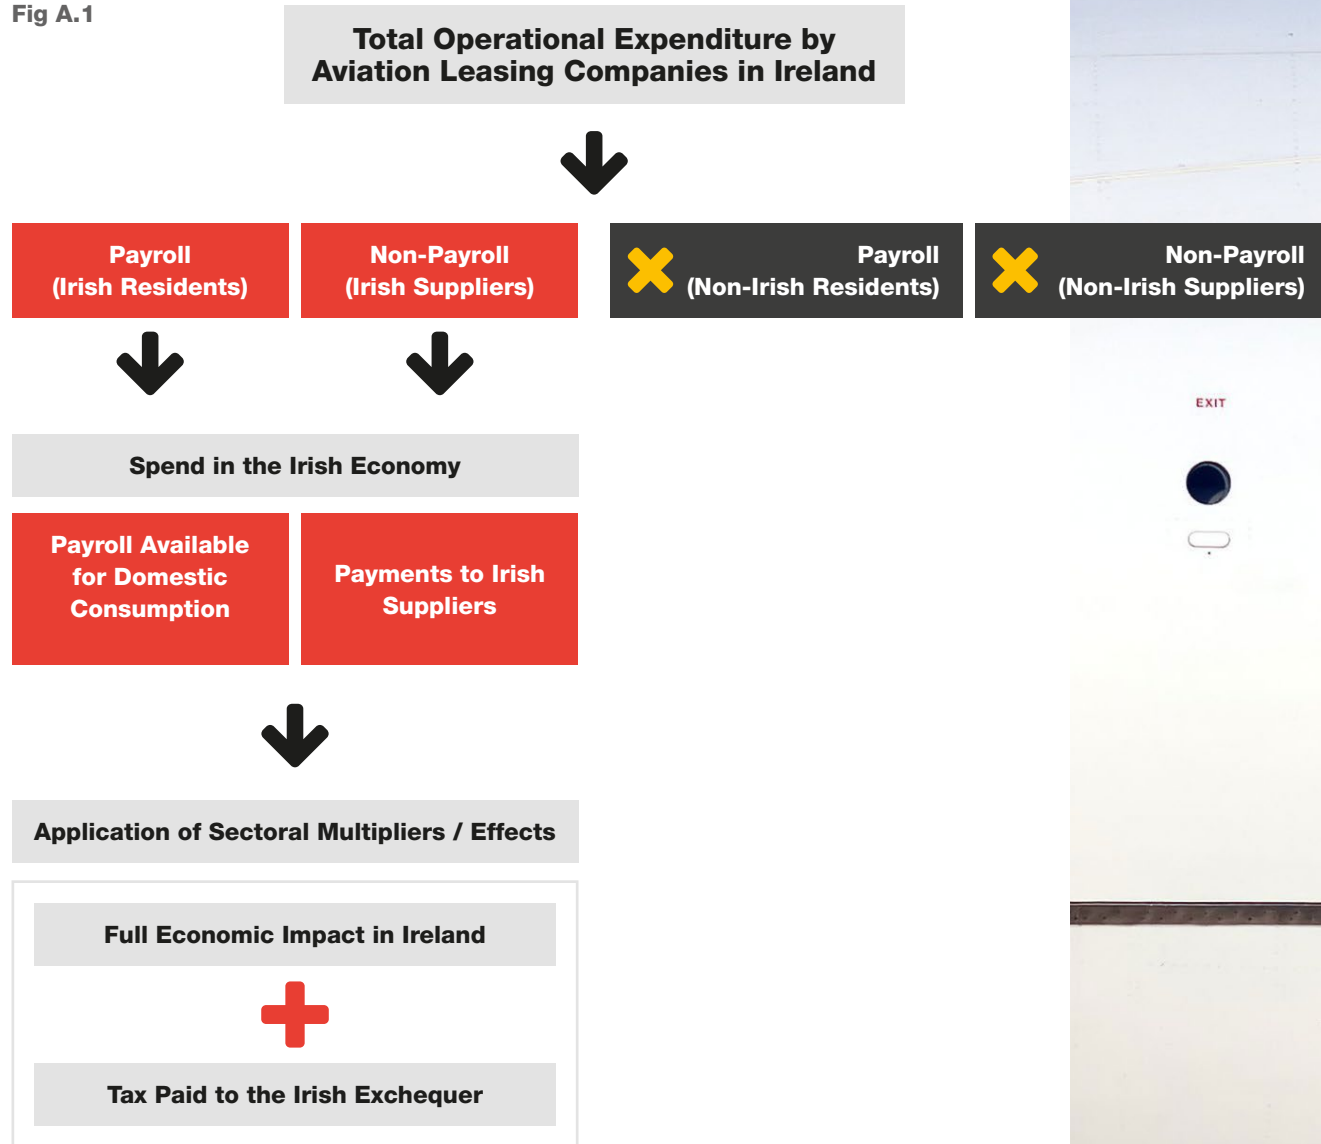 Fig A.1
Total Operational Expenditure by
Aviation Leasing Companies in Ireland
Payroll
(Irish Residents)
Non-Payroll
(Irish Suppliers)
Payroll
(Non-Irish Residents)
Non-Payroll
(Non-Irish Suppliers)
EXIT
Spend in the Irish Economy
Payroll Available
for Domestic
Consumption
Payments to Irish
Suppliers
Application of Sectoral Multipliers / Effects
Full Economic Impact in Ireland
Tax Paid to the Irish Exchequer